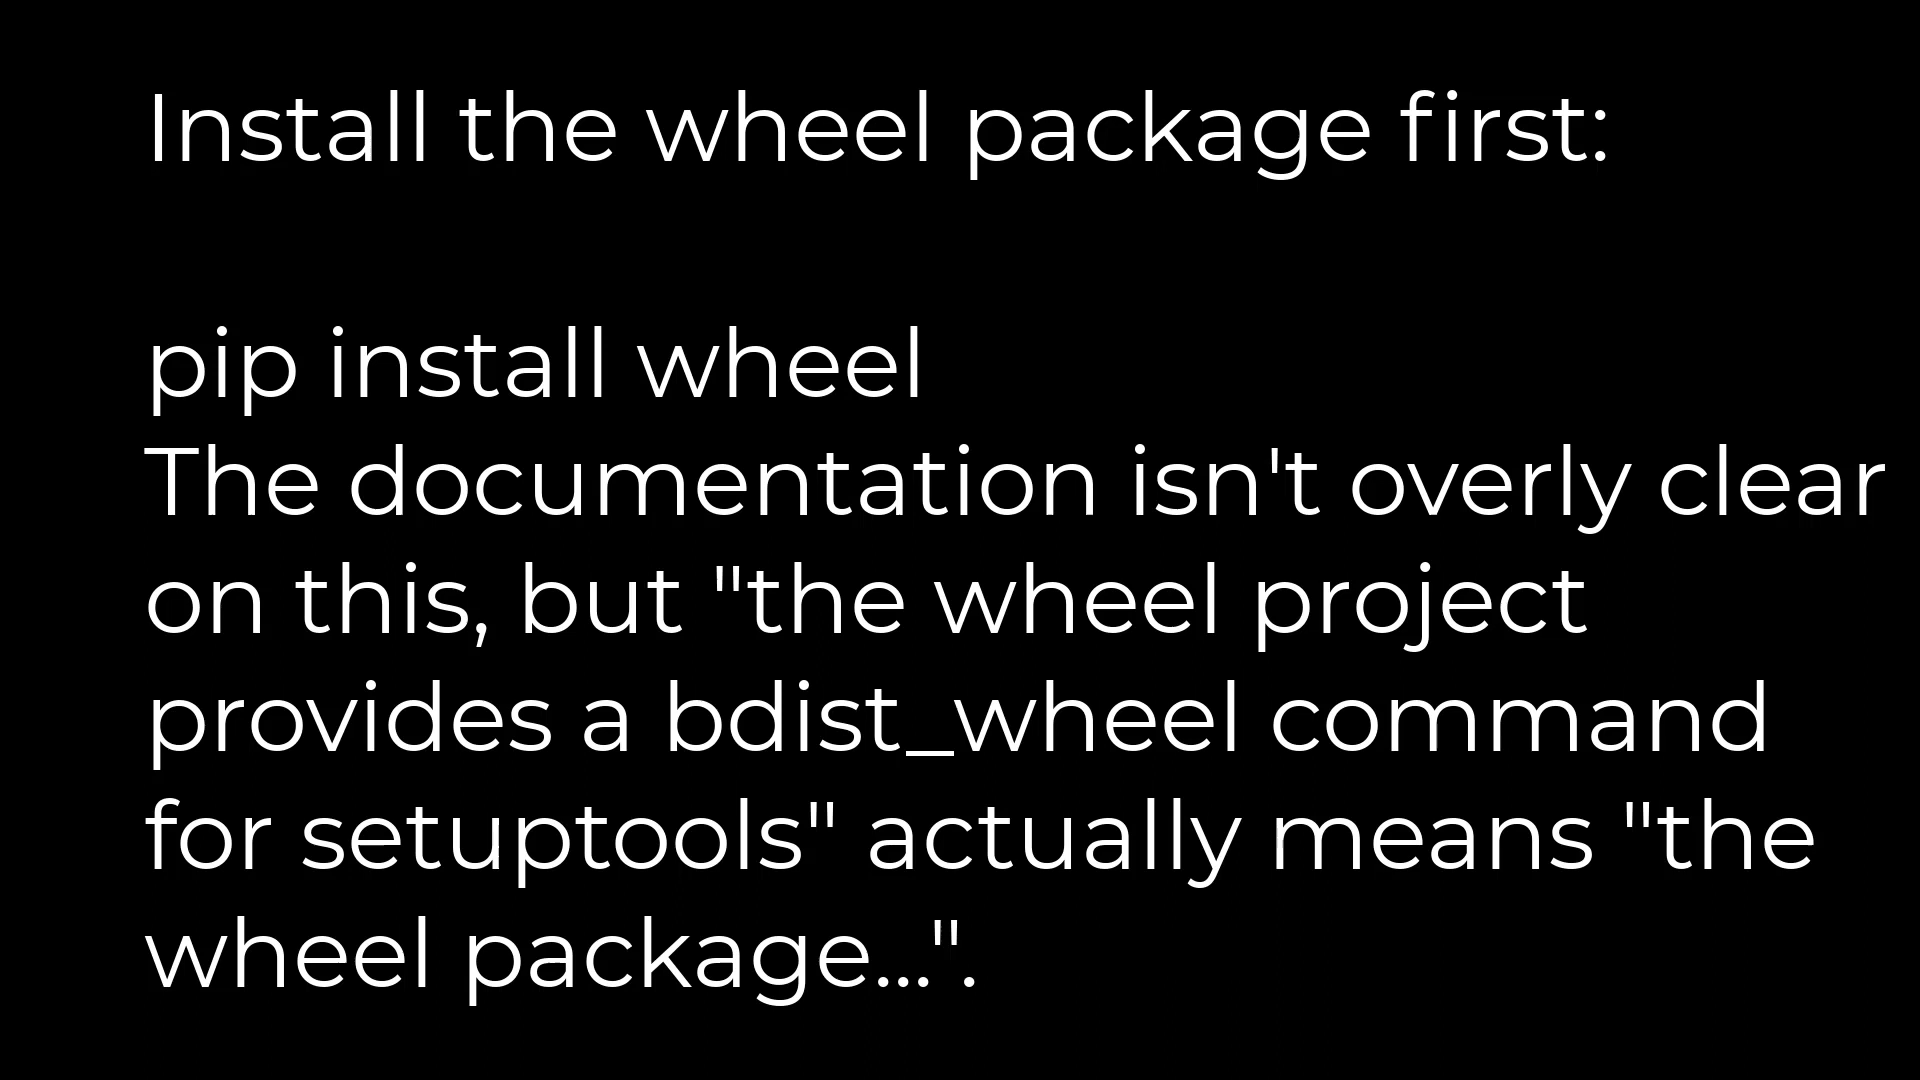 Install the wheel package first:
pip install wheel
The documentation isn't overly clear
on this, but "the wheel project
provides a bdist_wheel command
for setuptools" actually means "the
wheel package...".